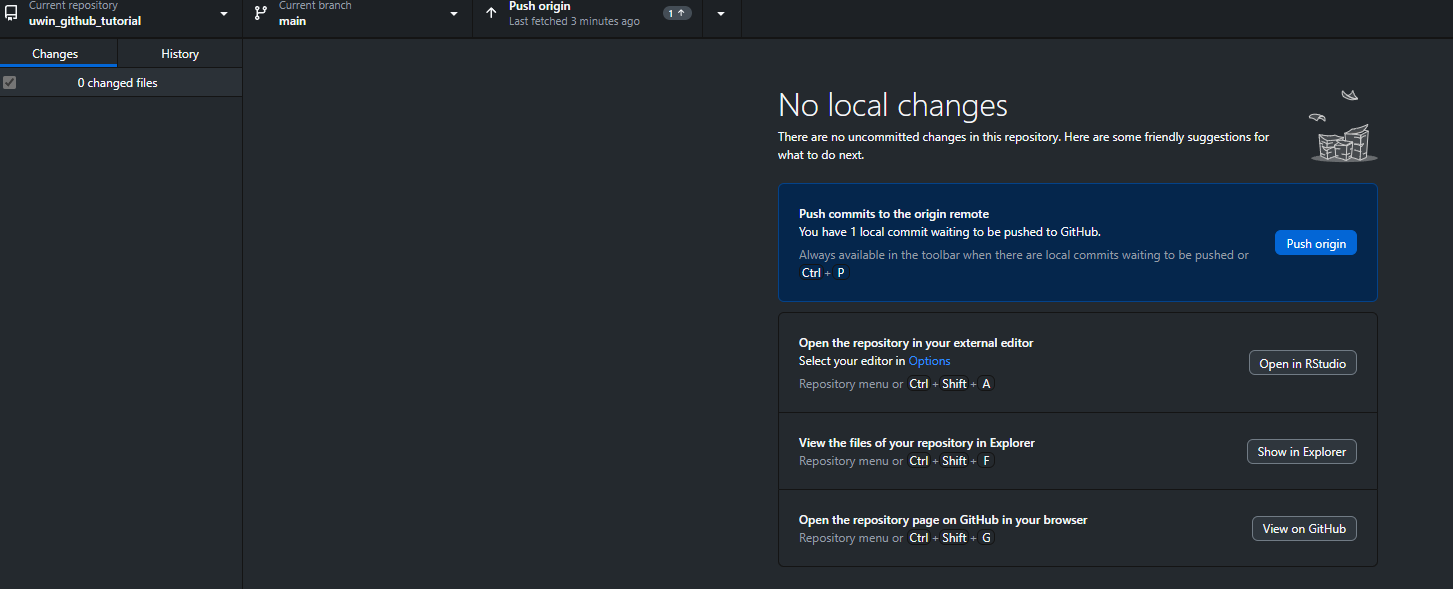 Current repository
uwin_github_tutorial
Current branch
main
Push origin
Last fetched 3 minutes ago
1
Changes
History
0 changed files
No local changes
There are no uncommitted changes in this repository. Here are some friendly suggestions for
what to do next.
Push commits to the origin remote
You have 1 local commit waiting to be pushed to GitHub.
Always available in the toolbar when there are local commits waiting to be pushed or
Ctrl + P
Push origin
Open the repository in your external editor
Select your editor in Options
Repository menu or Ctrl + Shift + A
Open in RStudio
View the files of your repository in Explorer
Repository menu or Ctrl + Shift + F
Show in Explorer
Open the repository page on GitHub in your browser
Repository menu or Ctrl + Shift + G
View on GitHub